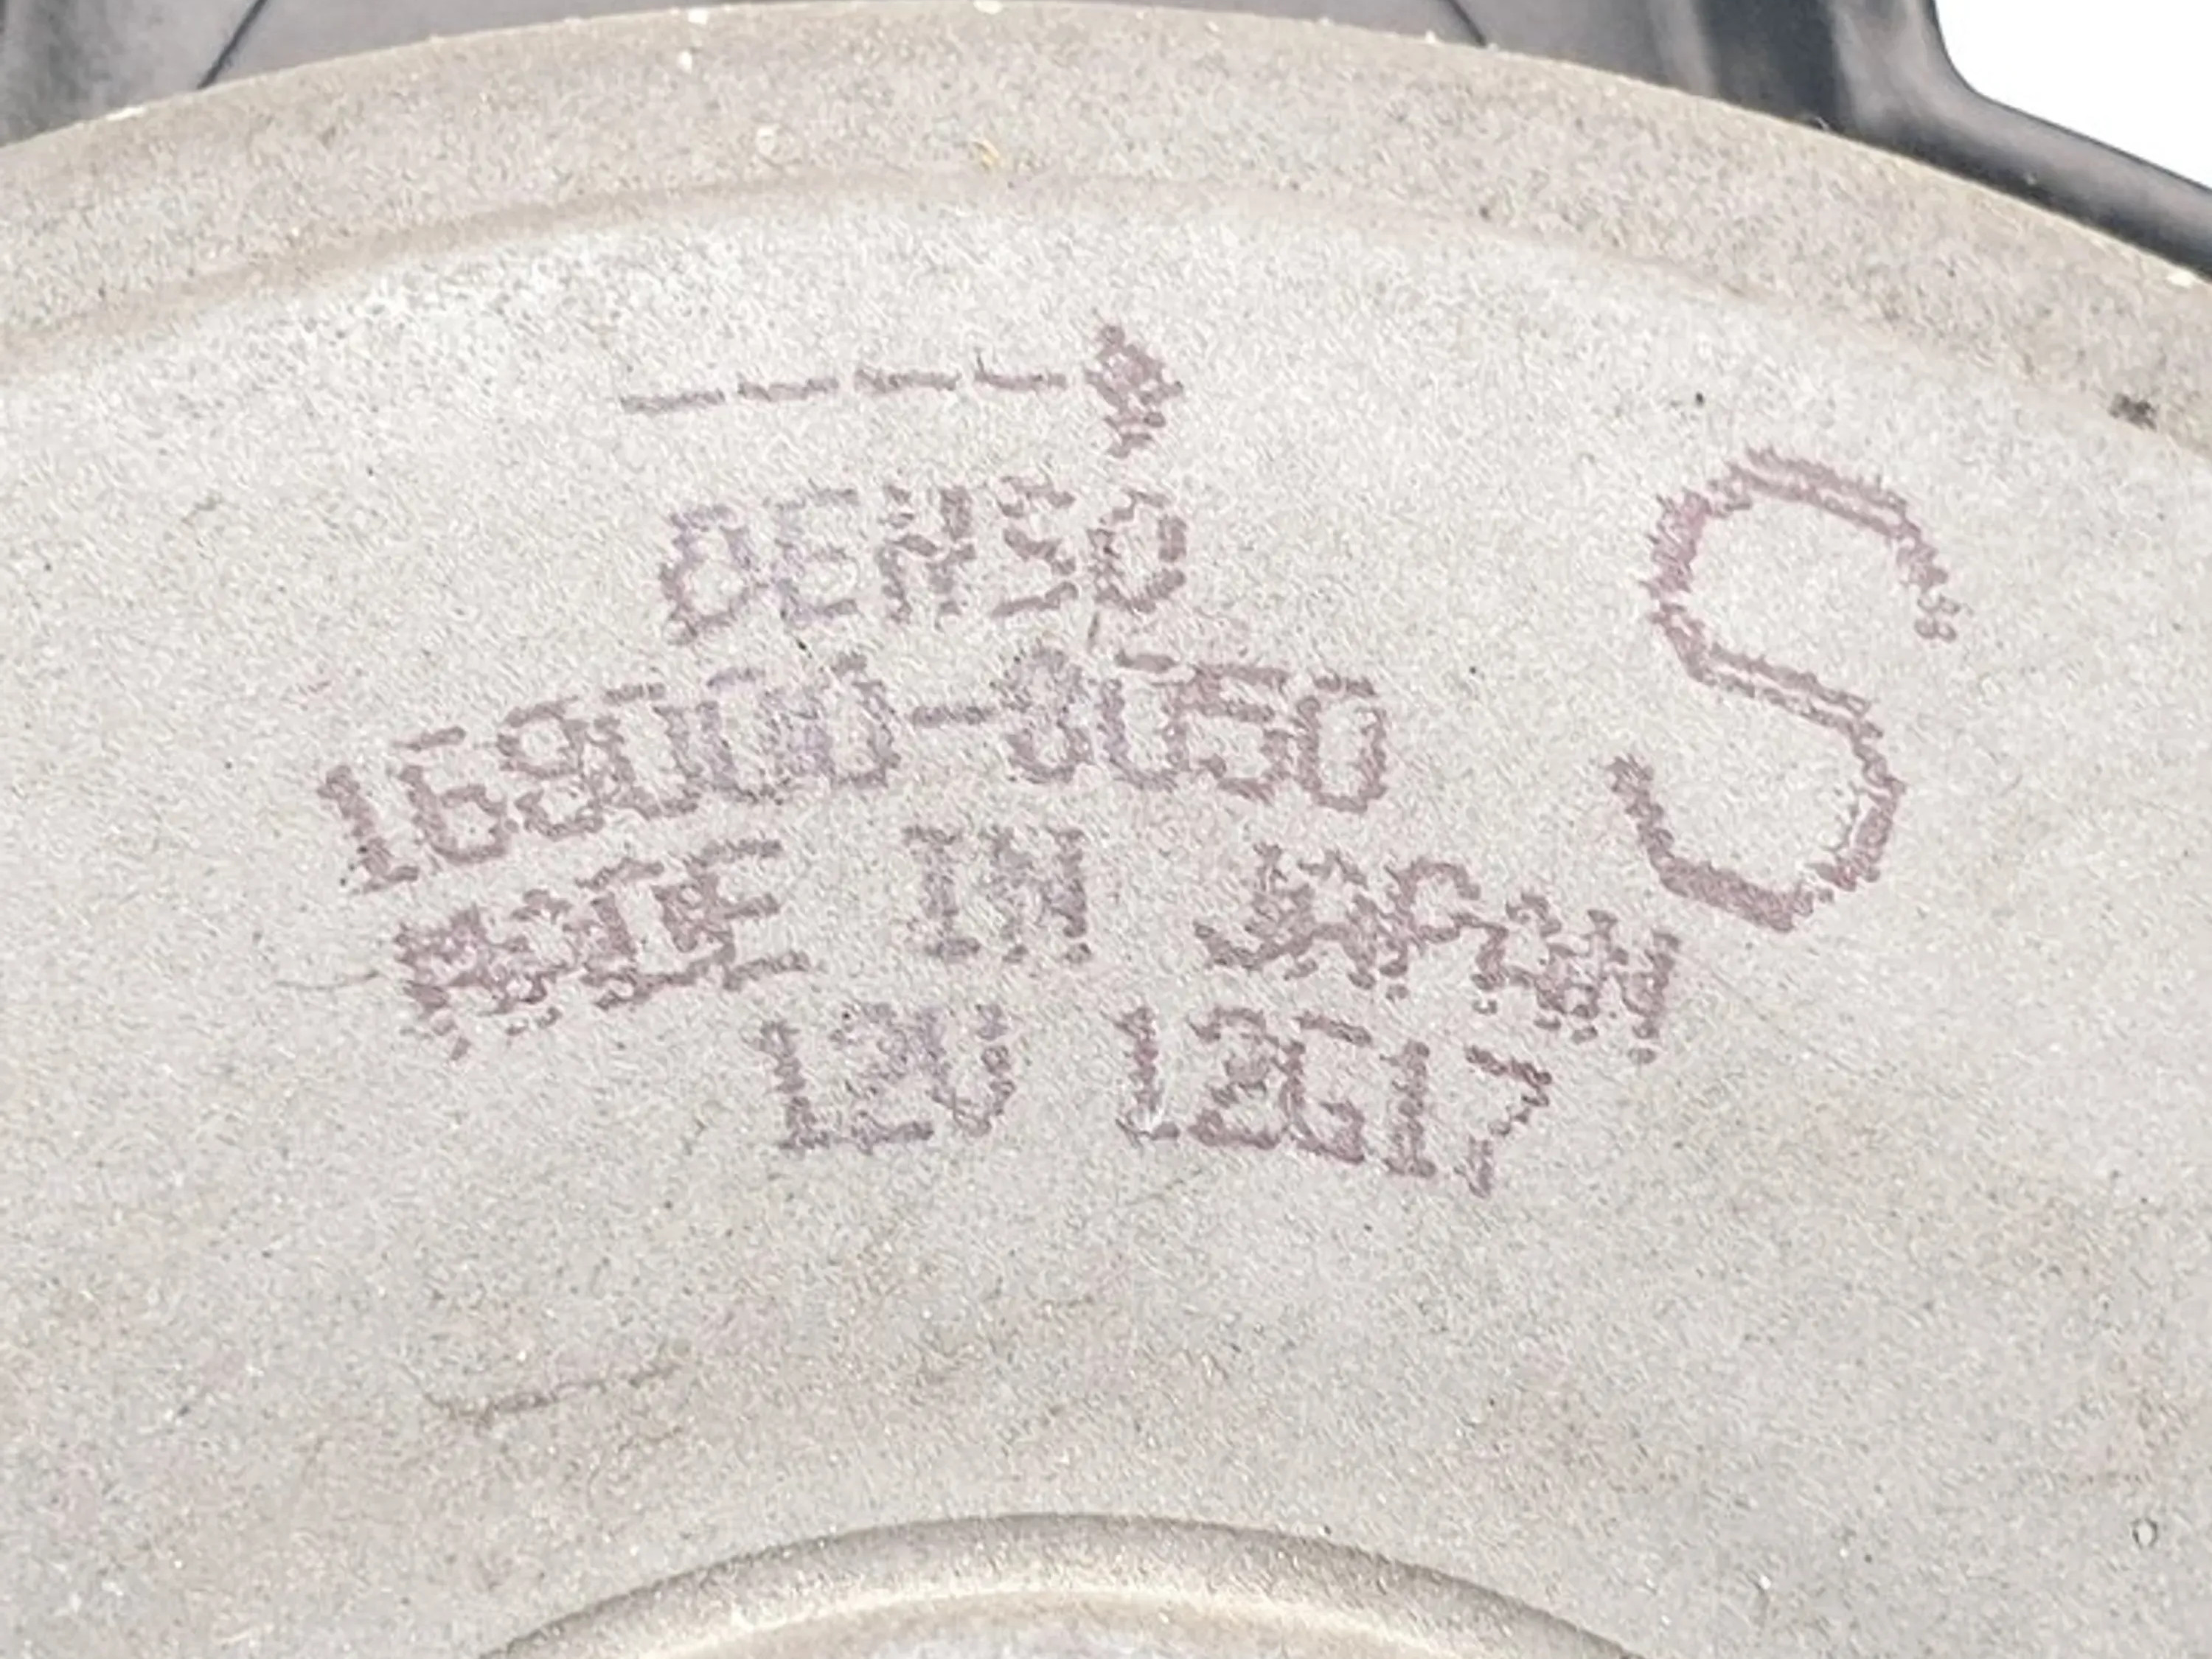 DENSO
168000-8050
MADE IN JAPAN
12V 12G17
S